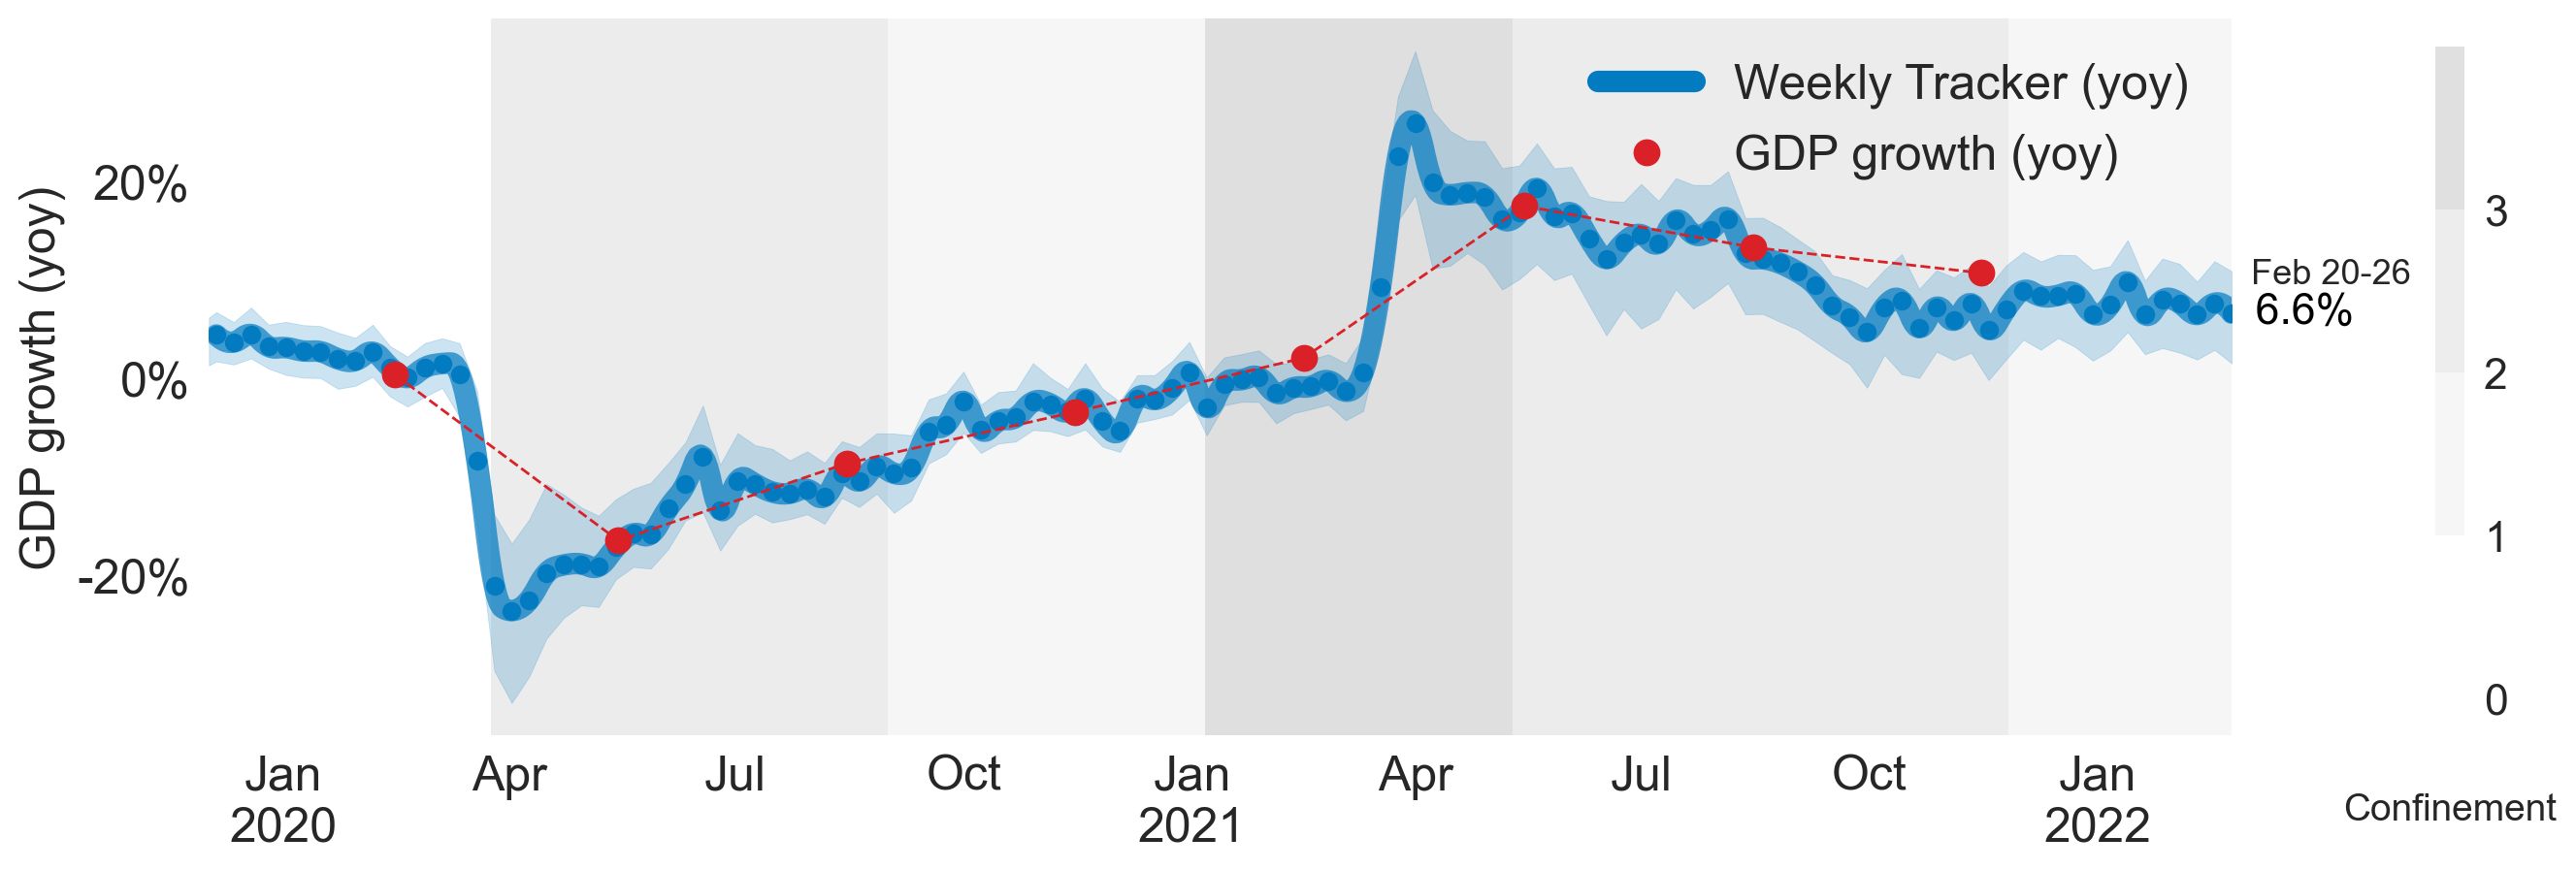 Weekly Tracker (yoy)
GDP growth (yoy)
GDP growth (yoy)
20%
0%
-20%
Jan
2020
Apr
Jul
Oct
Jan
2021
Apr
Jul
Oct
Jan
2022
Feb 20-26
6.6%
3
2
1
0
Confinement